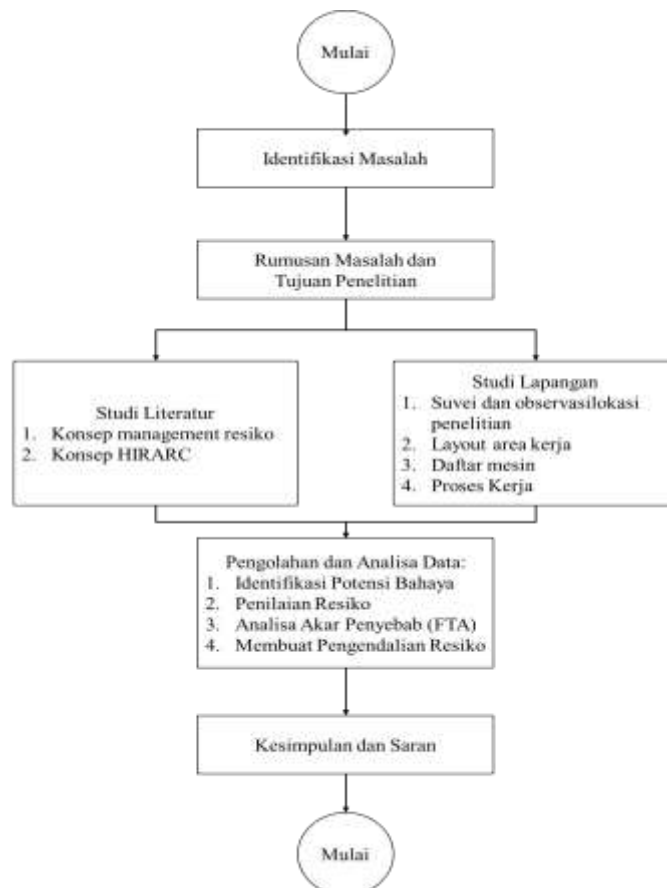 Mulai
Identifikasi Masalah
Rumusan Masalah dan
Tujuan Penelitian
Studi Literatur
1. Konsep management resiko
2. Konsep HIRARC
Studi Lapangan
1. Suvei dan observasilokasi
penelitian
2. Layout area kerja
3. Daftar mesin
4. Proses Kerja
Pengolahan dan Analisa Data:
1. Identifikasi Potensi Bahaya
2. Penilaian Resiko
3. Analisa Akar Penyebab (FTA)
4. Membuat Pengendalian Resiko
Kesimpulan dan Saran
Mulai